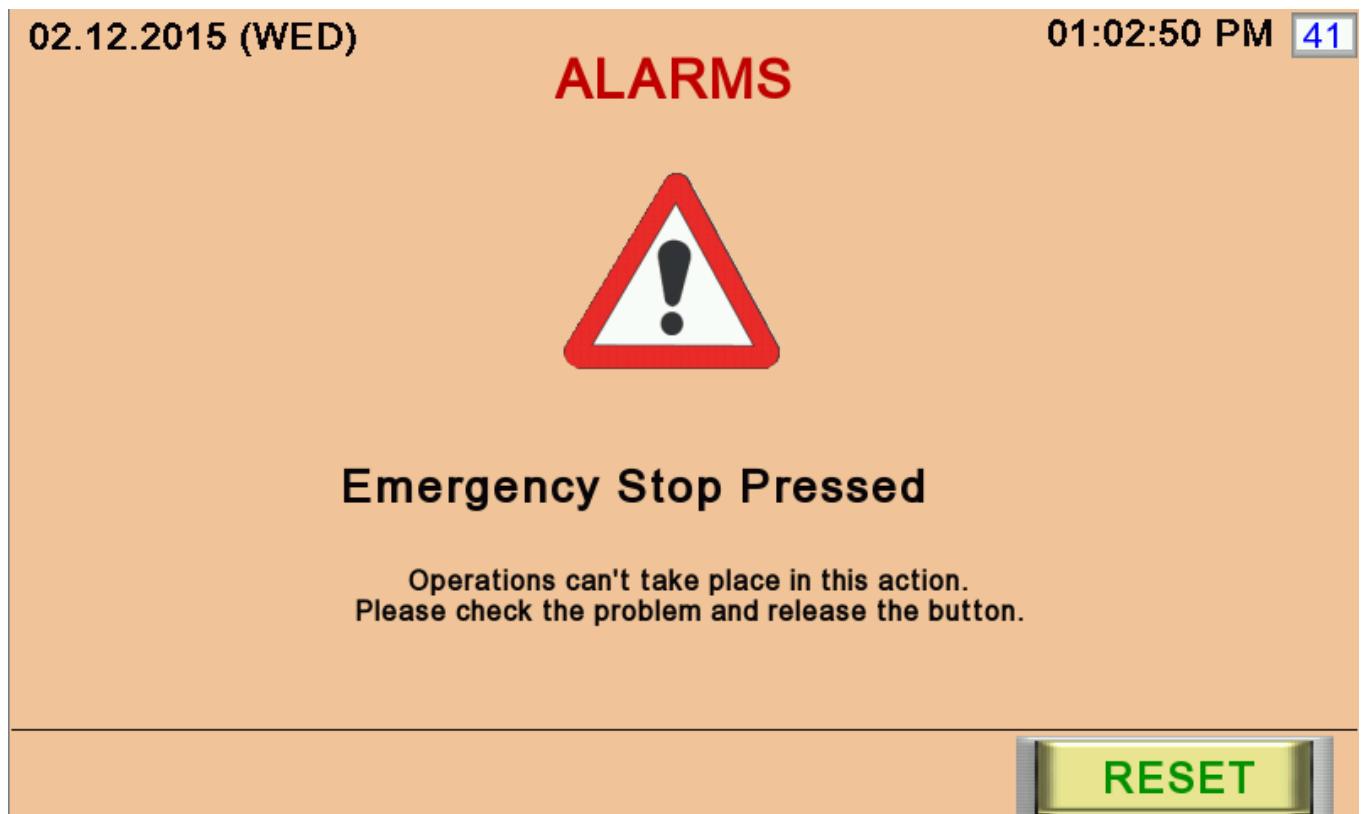 02.12.2015 (WED)
01:02:50 PM 41
ALARMS
Emergency Stop Pressed
Operations can't take place in this action.
Please check the problem and release the button.
RESET